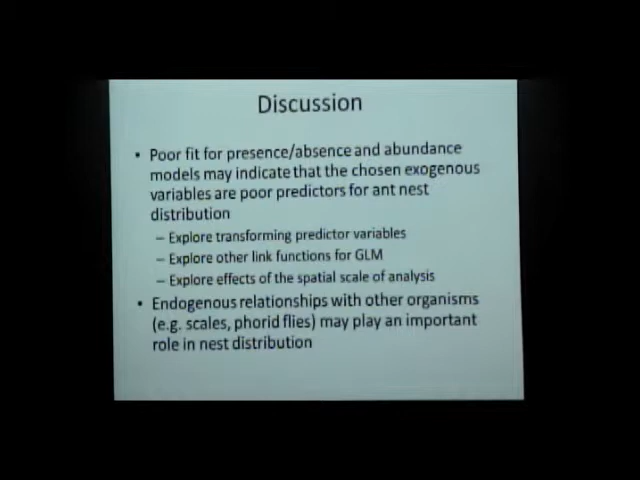 Discussion
• Poor fit for presence/absence and abundance
models may indicate that the chosen exogenous
variables are poor predictors for ant nest
distribution
– Explore transforming predictor variables
– Explore other link functions for GLM
– Explore effects of the spatial scale of analysis
• Endogenous relationships with other organisms
(e.g. scales, phorid flies) may play an important
role in nest distribution